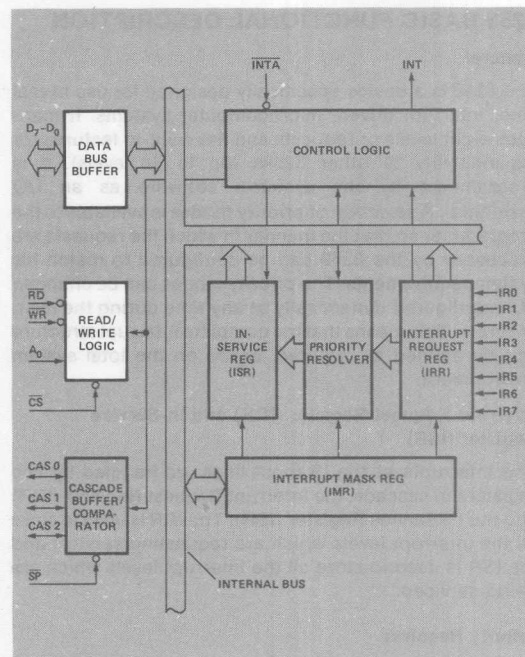 INTA
INT
D7-D0
DATA
BUS
BUFFER
CONTROL LOGIC
RD
WR
A0
CS
READ/
WRITE
LOGIC
IN-
SERVICE
REG
(ISR)
PRIORITY
RESOLVER
INTERRUPT
REQUEST
REG
(IRR)
IR0
IR1
IR2
IR3
IR4
IR5
IR6
IR7
CAS 0
CAS 1
CAS 2
CASCADE
BUFFER/
COMPA-
RATOR
SP
INTERRUPT MASK REG
(IMR)
INTERNAL BUS